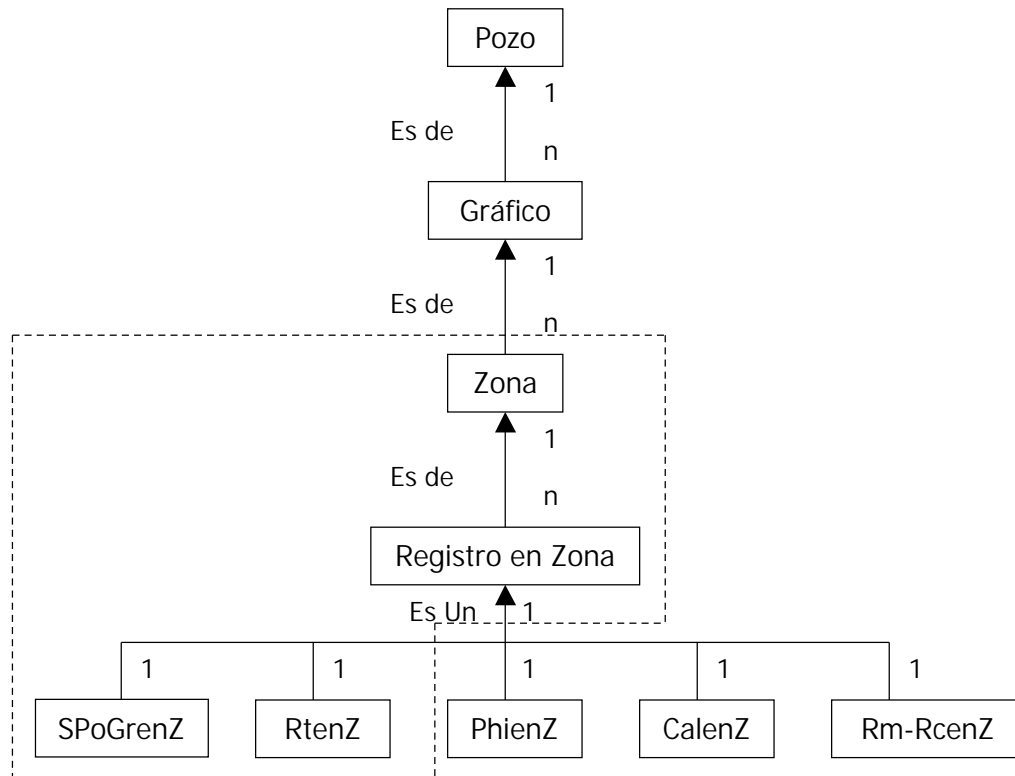 Pozo
1
Es de
n
Gráfico
1
Es de
n
Zona
1
Es de
n
Registro en Zona
Es Un 1
1 1 1 1 1
SPoGrenZ RtenZ PhienZ CalenZ Rm-RcenZ